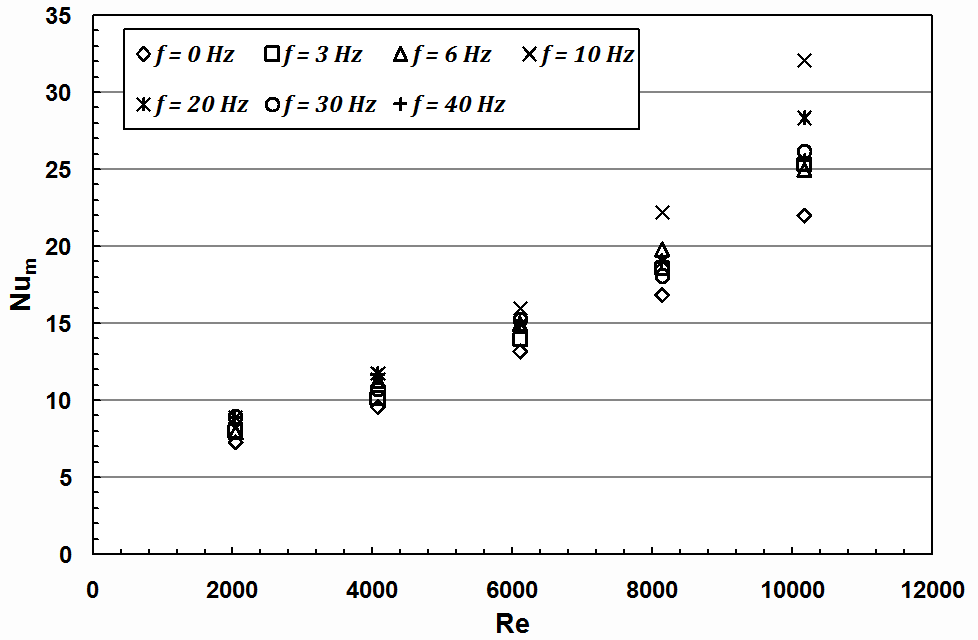 35
30
25
20
15
10
5
0
f = 0 Hz f = 3 Hz f = 6 Hz f = 10 Hz
f = 20 Hz f = 30 Hz f = 40 Hz
Num
0 2000 4000 6000 8000 10000 12000
Re